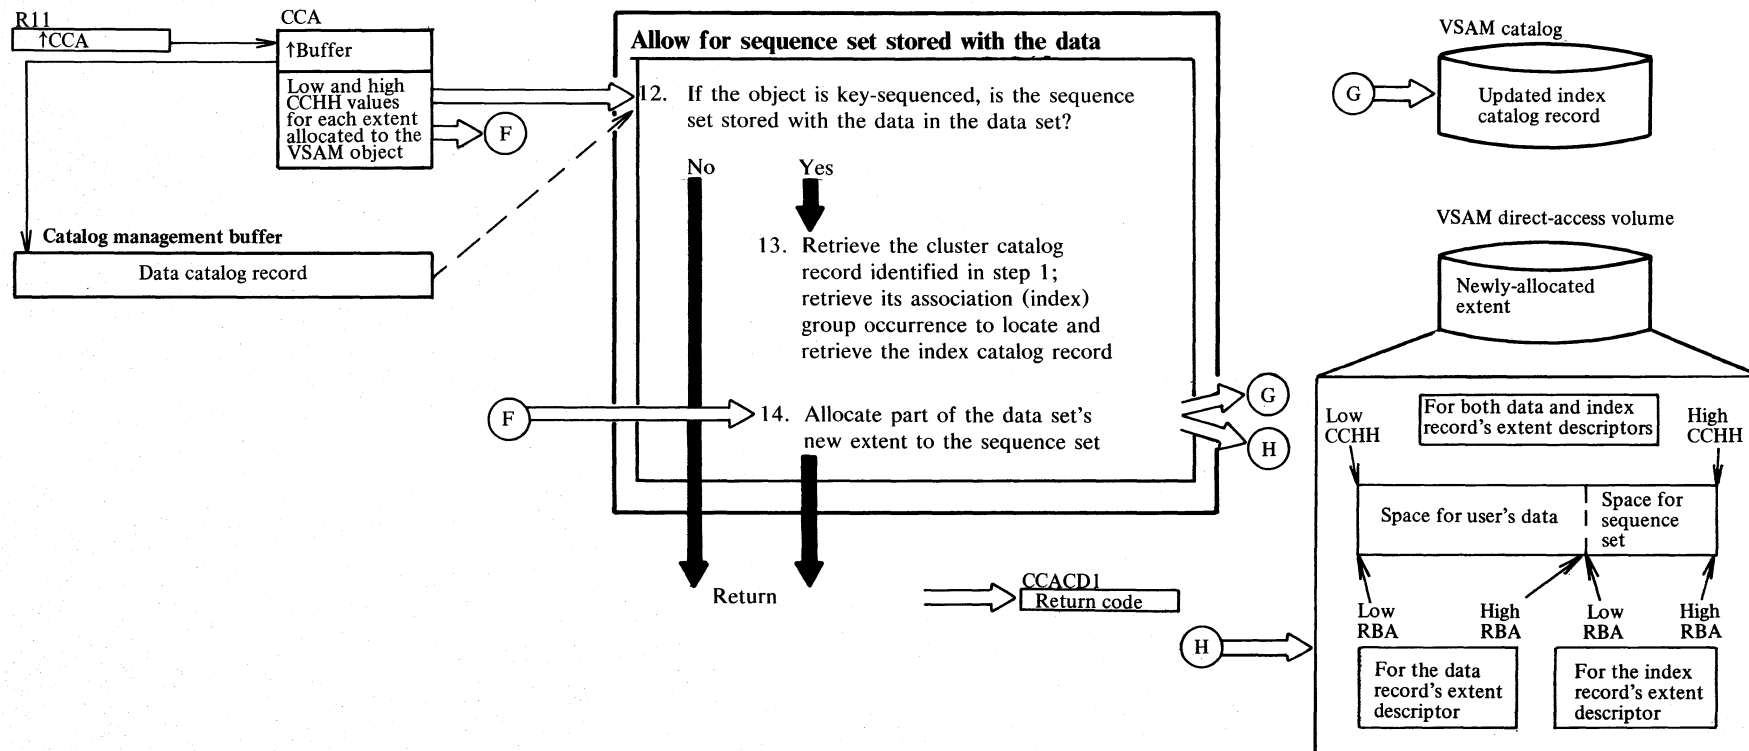 R11
↑CCA
CCA
↑Buffer
Low and high
CCHH values
for each extent
allocated to the
VSAM object
F
Catalog management buffer
Data catalog record
Allow for sequence set stored with the data
12. If the object is key-sequenced, is the sequence
set stored with the data in the data set?
No
Yes
13. Retrieve the cluster catalog
record identified in step 1;
retrieve its association (index)
group occurrence to locate and
retrieve the index catalog record
F
14. Allocate part of the data set's
new extent to the sequence set
G
H
Return
CCACD1
Return code
VSAM catalog
G
Updated index
catalog record
VSAM direct-access volume
Newly-allocated
extent
Low
CCHH
For both data and index
record's extent descriptors
High
CCHH
Space for user's data
Space for
sequence
set
Low
RBA
High
RBA
Low
RBA
High
RBA
H
For the data
record's extent
descriptor
For the index
record's extent
descriptor